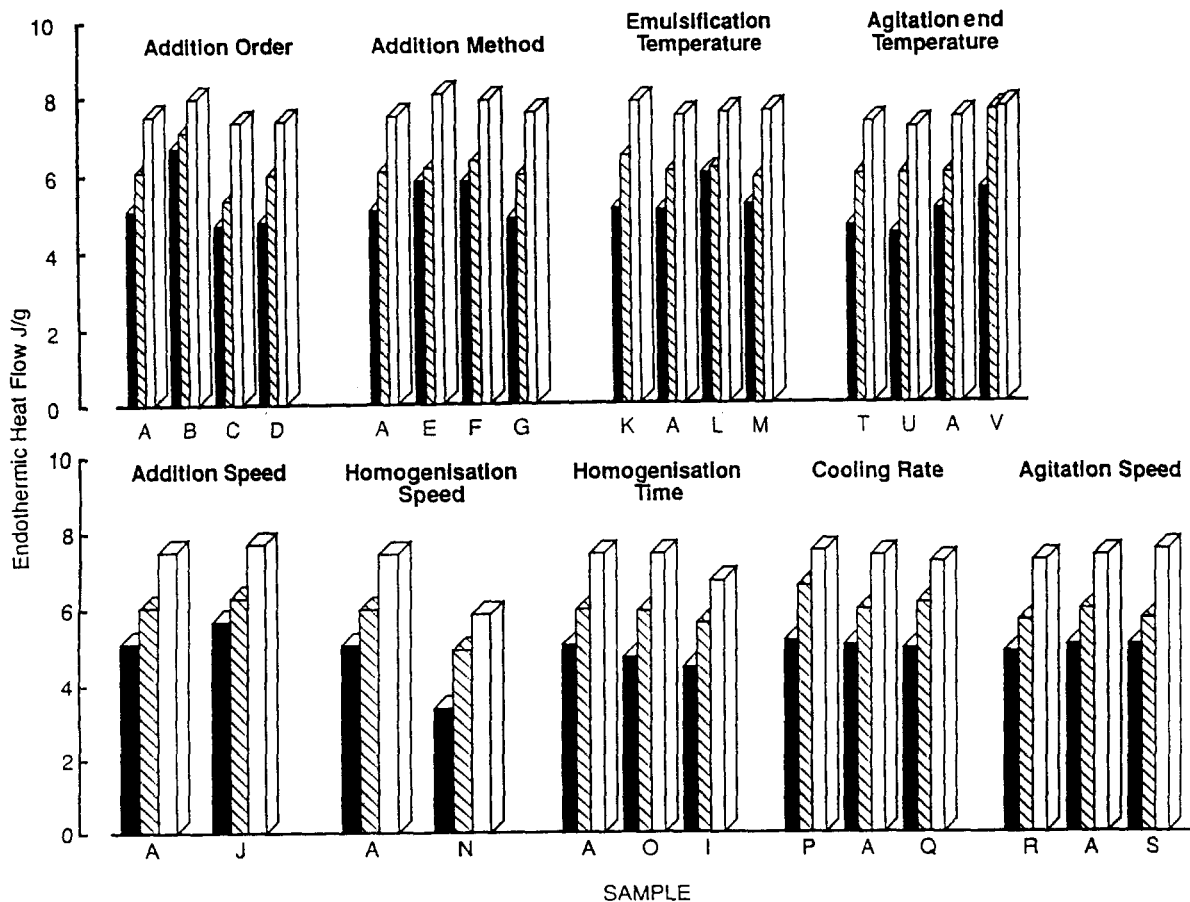 Addition Order
Addition Method
Emulsification
Temperature
Agitation end
Temperature
10
8
6
4
2
0
A B C D
A E F G
K A L M
T U A V
Endothermic Heat Flow J/g
Addition Speed
Homogenisation
Speed
Homogenisation
Time
Cooling Rate
Agitation Speed
10
8
6
4
2
0
A J
A N
A O I
P A Q
R A S
SAMPLE